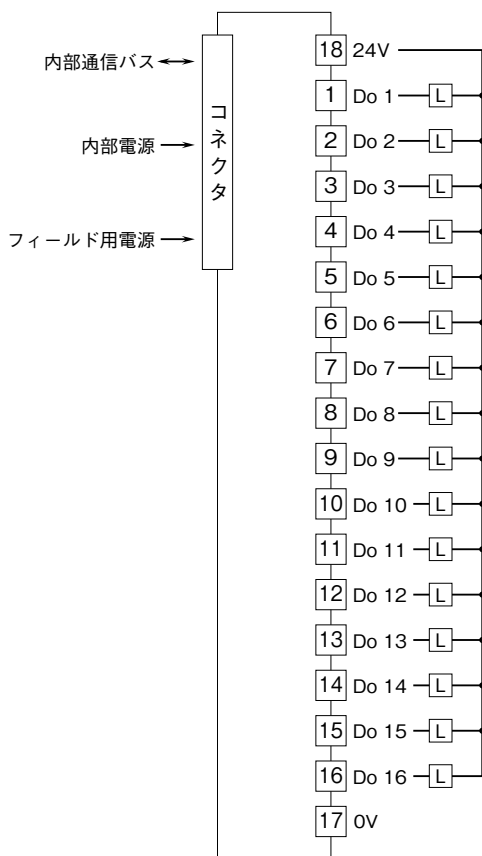 内部通信バス
内部電源
フィールド用電源
コネクタ
18 24V
1 Do 1 L
2 Do 2 L
3 Do 3 L
4 Do 4 L
5 Do 5 L
6 Do 6 L
7 Do 7 L
8 Do 8 L
9 Do 9 L
10 Do 10 L
11 Do 11 L
12 Do 12 L
13 Do 13 L
14 Do 14 L
15 Do 15 L
16 Do 16 L
17 0V